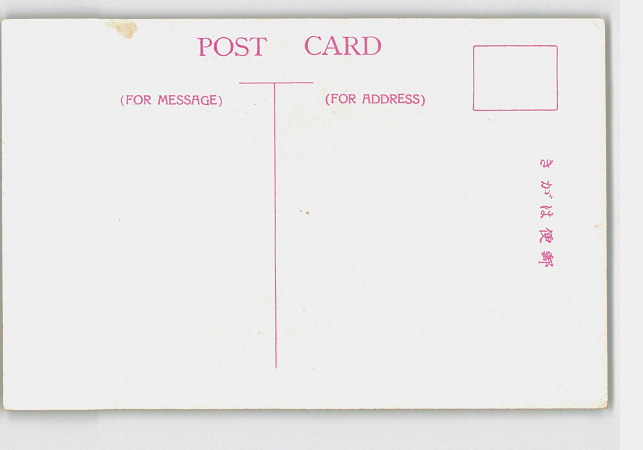 POST CARD
(FOR MESSAGE)
(FOR ADDRESS)
きがは便郵